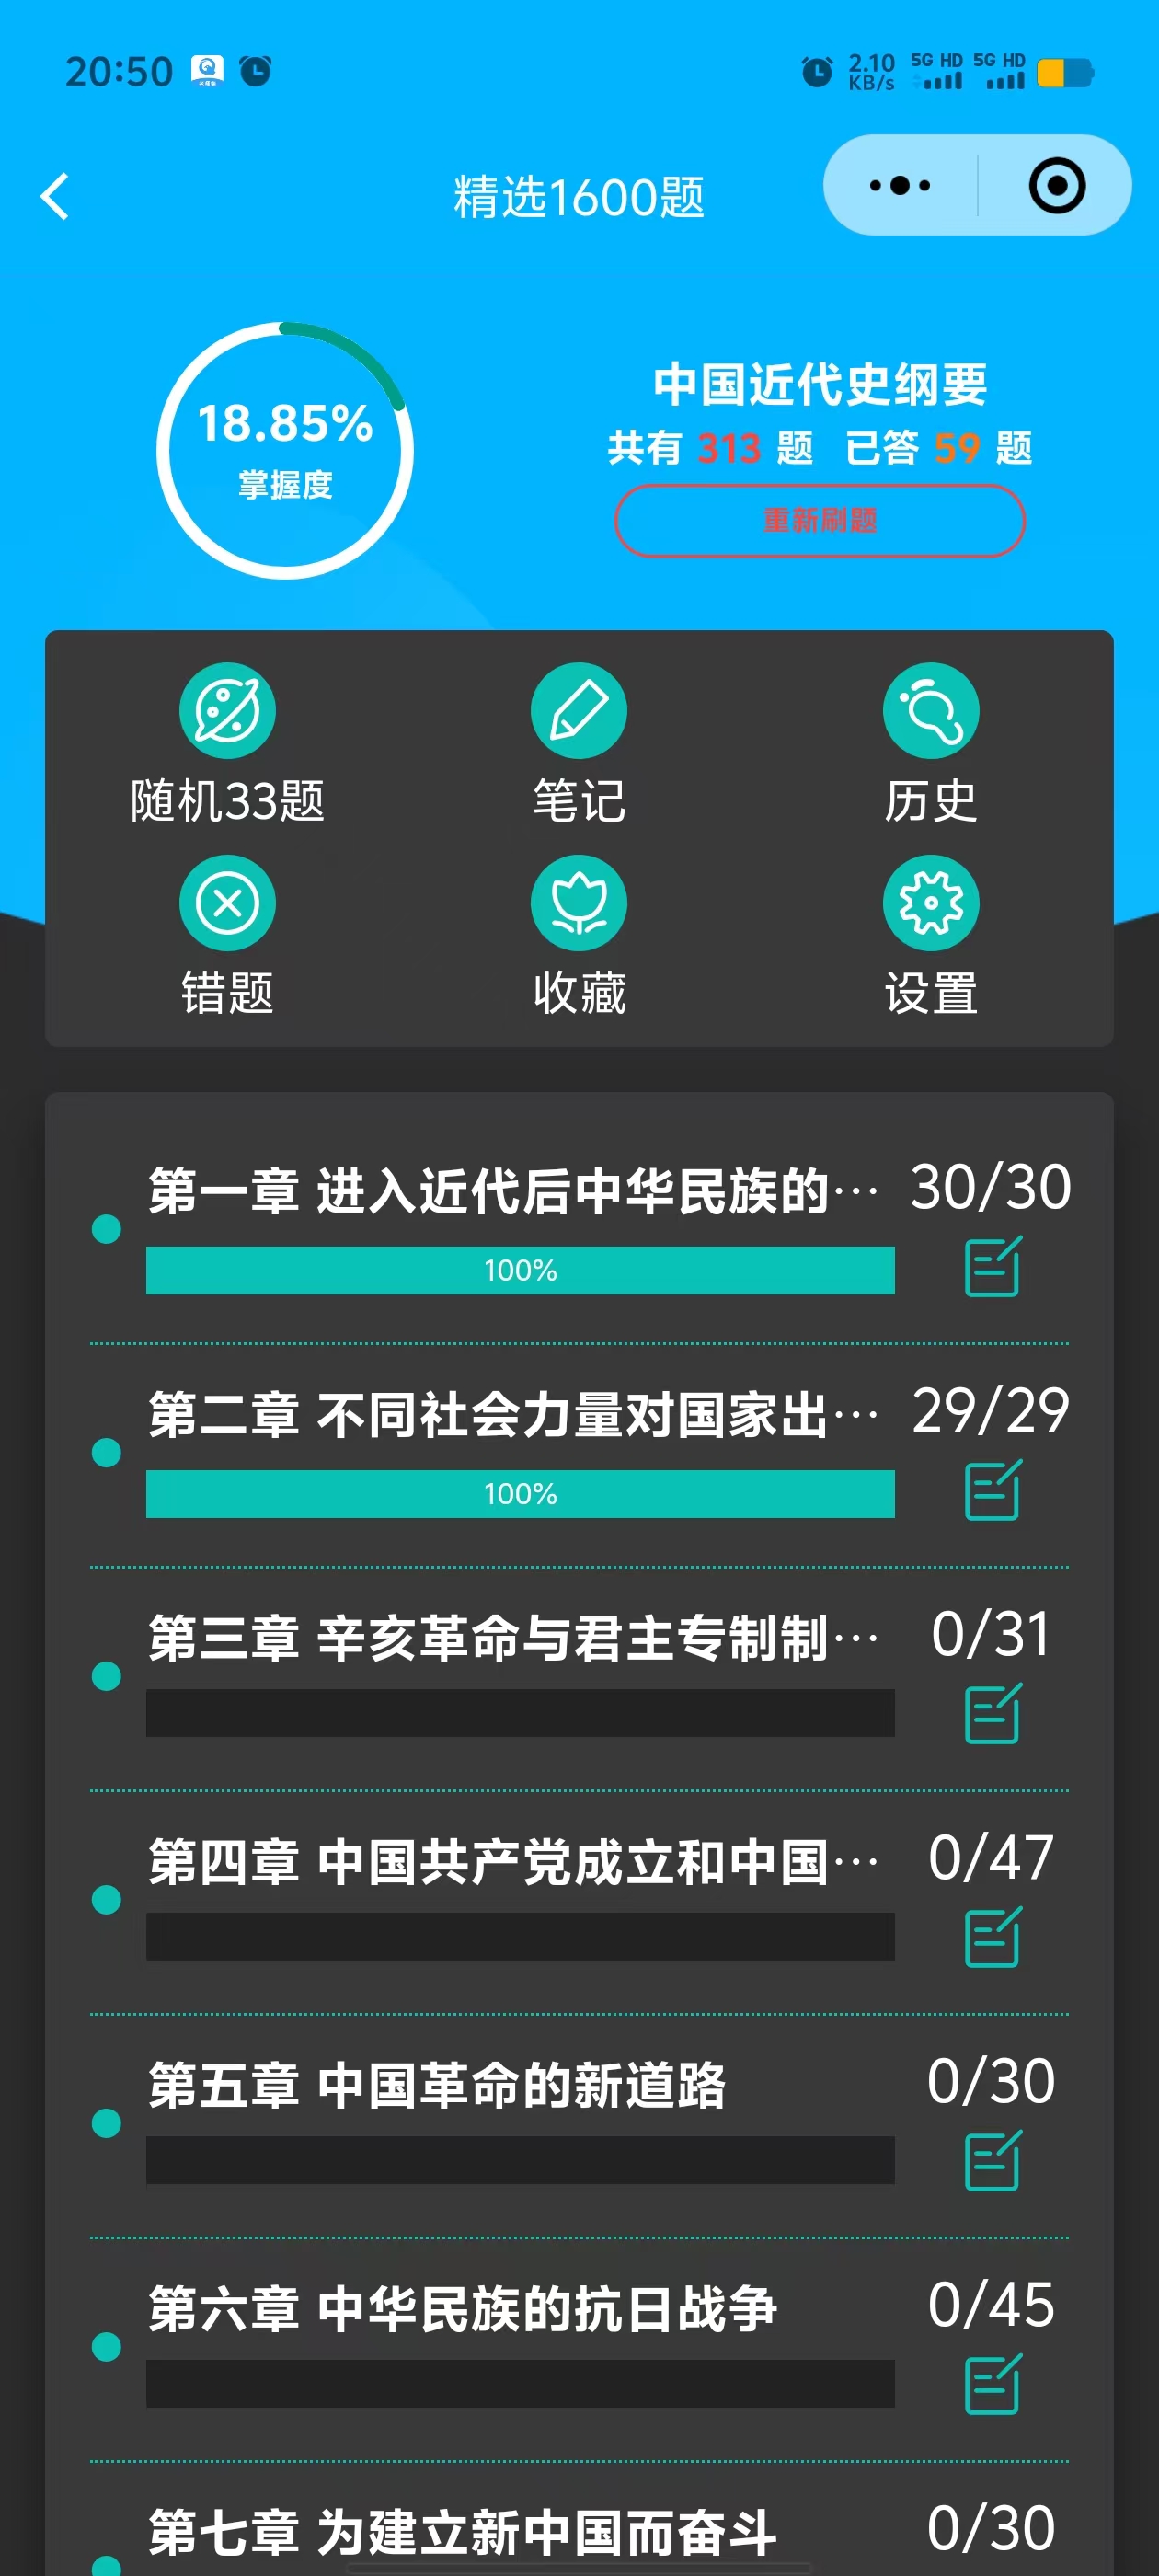 20:50
2.10 KB/s 5G HD 5G HD
精选1600题
18.85%
掌握度
中国近代史纲要
共有 313 题 已答 59 题
重新刷题
随机33题 笔记 历史
错题 收藏 设置
第一章 进入近代后中华民族的… 30/30
100%
第二章 不同社会力量对国家出… 29/29
100%
第三章 辛亥革命与君主专制制… 0/31
第四章 中国共产党成立和中国… 0/47
第五章 中国革命的新道路 0/30
第六章 中华民族的抗日战争 0/45
第七章 为建立新中国而奋斗 0/30